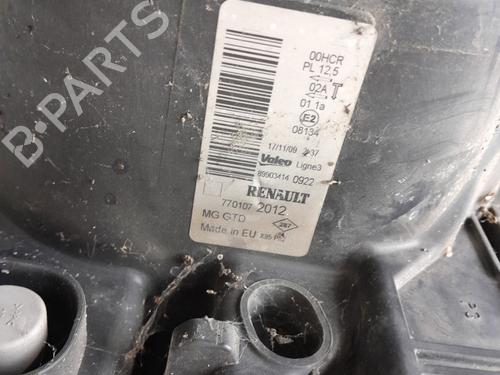 00HCR
PL 12,5
02A T
01 1a
E2
08134
17/11/09
Valeo Ligne3
89903414 0922
RENAULT
770107 2012
MG GTD
Made in EU X95
B-PARTS